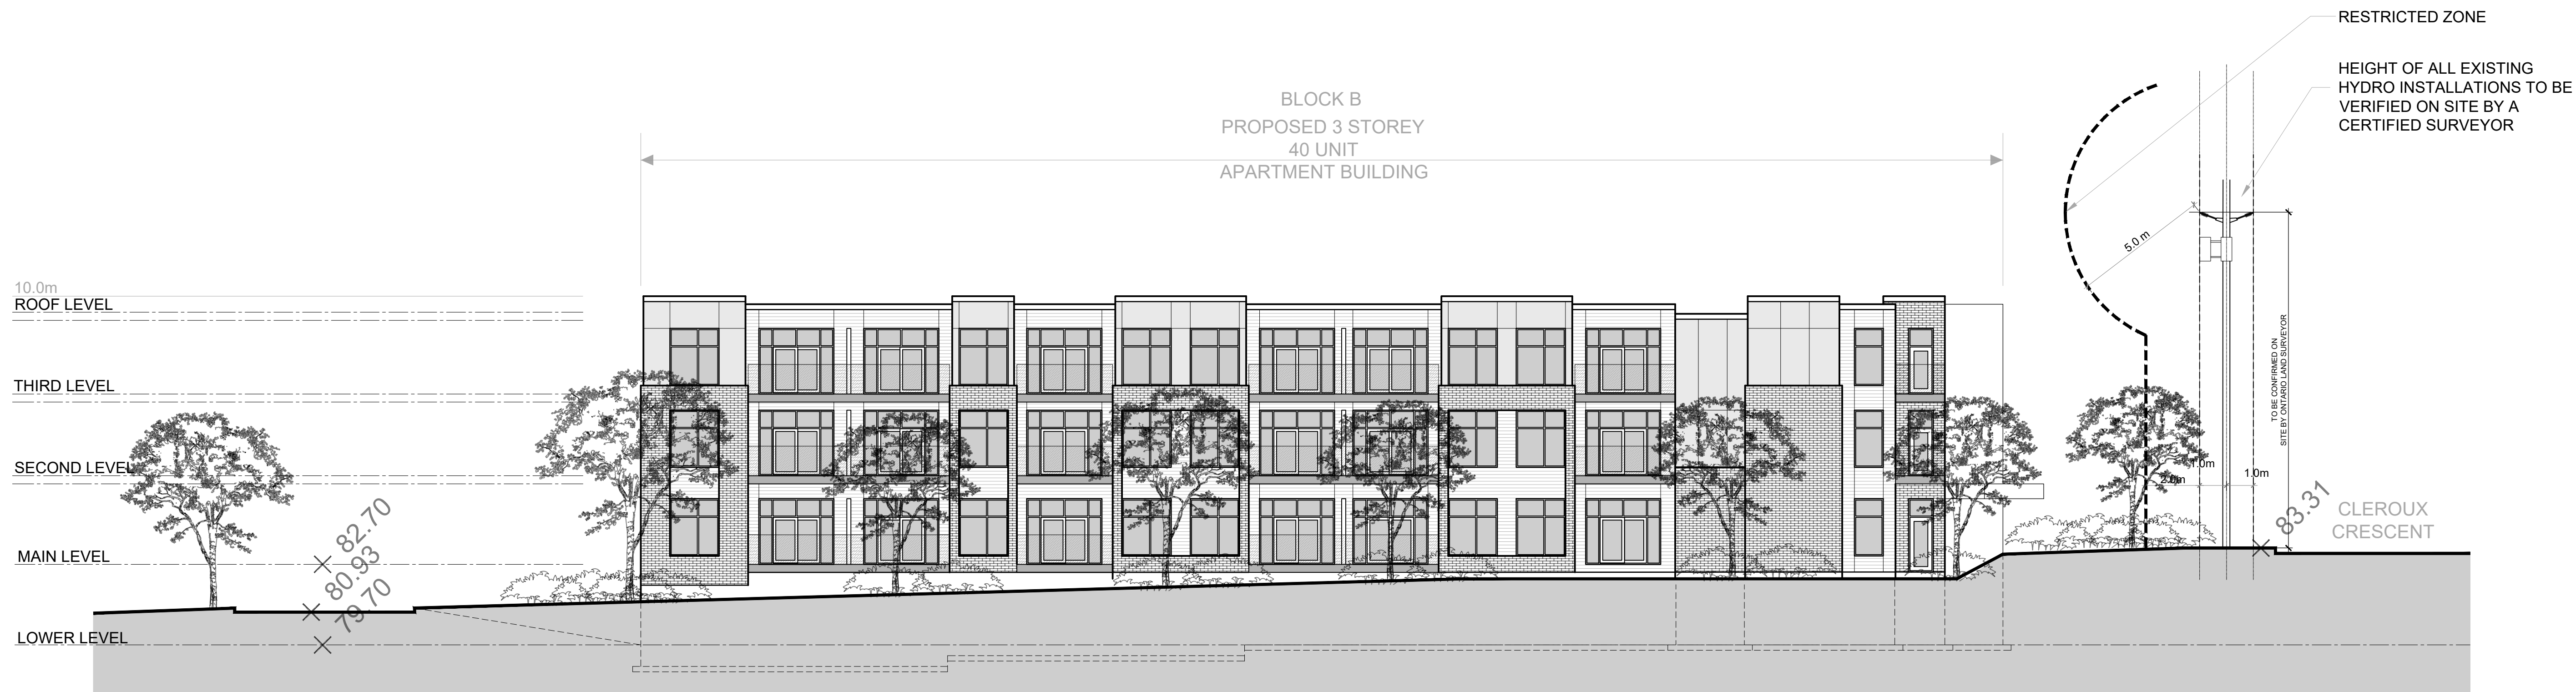 RESTRICTED ZONE
HEIGHT OF ALL EXISTING
HYDRO INSTALLATIONS TO BE
VERIFIED ON SITE BY A
CERTIFIED SURVEYOR
BLOCK B
PROPOSED 3 STOREY
40 UNIT
APARTMENT BUILDING
5.0 m
10.0m
ROOF LEVEL
THIRD LEVEL
SECOND LEVEL
MAIN LEVEL
LOWER LEVEL
82.70
80.93
79.70
TO BE CONFIRMED ON
SITE BY ONTARIO LAND SURVEYOR
1.0m
2.0m
1.0m
83.31
CLEROUX
CRESCENT